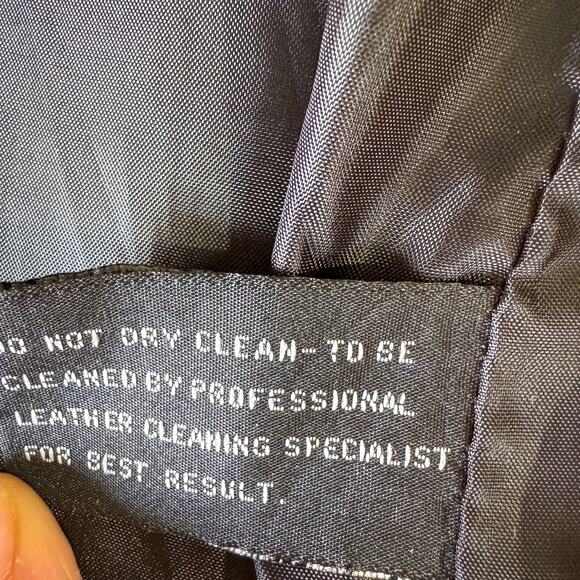 DO NOT DRY CLEAN-TO BE
CLEANED BY PROFESSIONAL
LEATHER CLEANING SPECIALIST
FOR BEST RESULT.